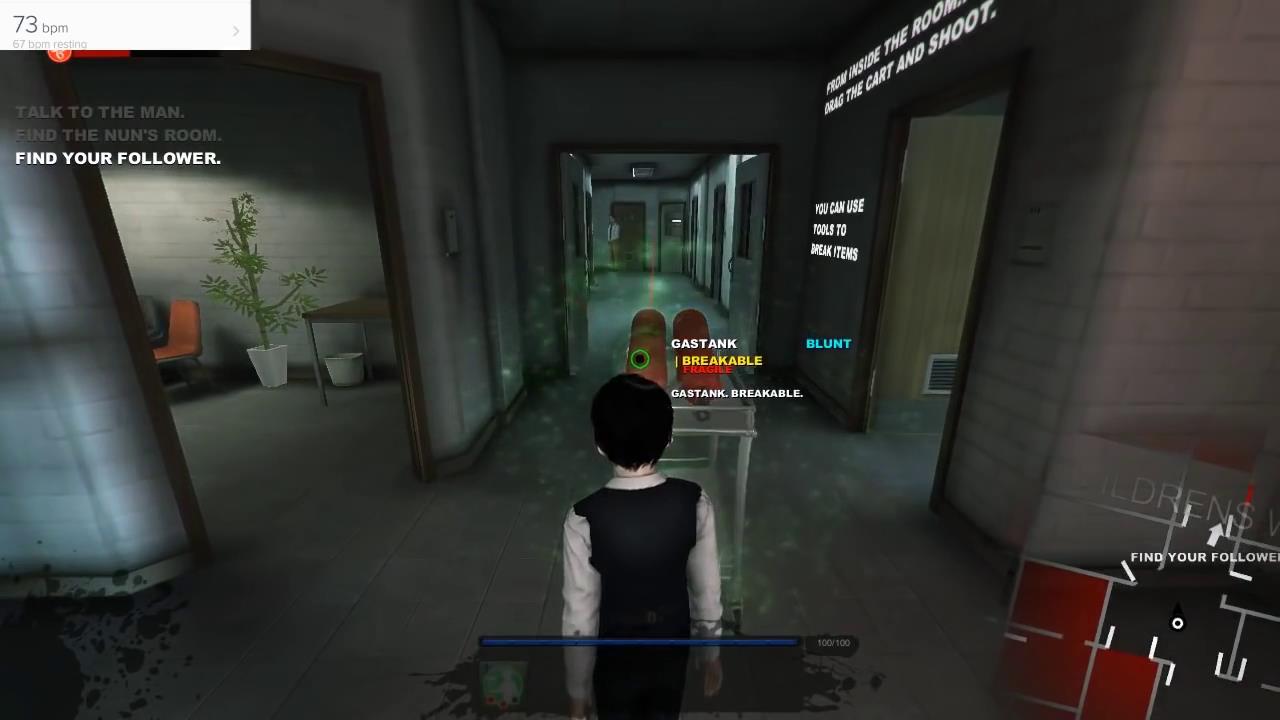 73 bpm
67 bpm resting
TALK TO THE MAN.
FIND THE NUN'S ROOM.
FIND YOUR FOLLOWER.
FROM INSIDE THE ROOM.
DRAG THE CART AND SHOOT.
YOU CAN USE
TOOLS TO
BREAK ITEMS
GASTANK
BLUNT
| BREAKABLE
FRAGILE
GASTANK. BREAKABLE.
ILDRENS W
FIND YOUR FOLLOWER
100/100